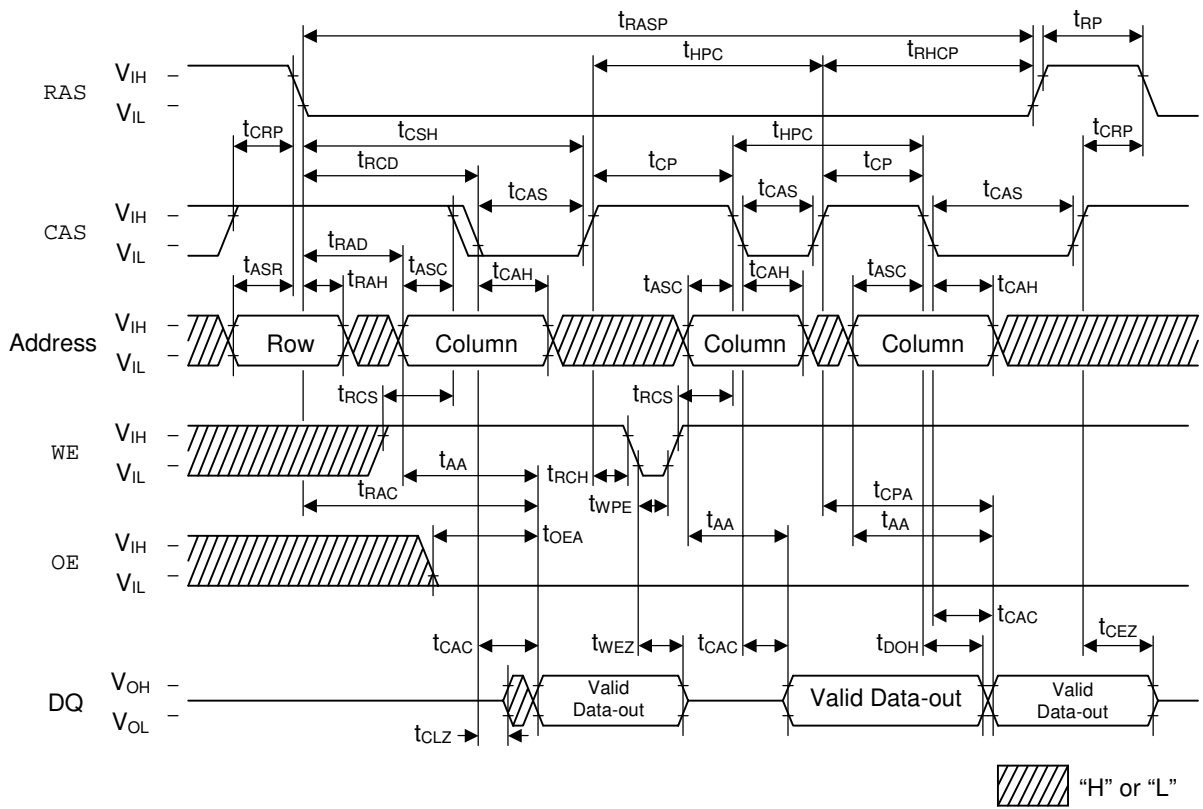 tRASP
tRP
tHPC
tRHCP
RAS
VIH
VIL
tCRP
tCSH
tHPC
tCRP
tRCD
tCP
tCP
tCAS
tCAS
tCAS
CAS
VIH
VIL
tRAD
tASR
tRAH
tASC
tCAH
tASC
tCAH
tASC
tCAH
Address
VIH
VIL
Row
Column
Column
Column
tRCS
tRCS
WE
VIH
VIL
tAA
tRCH
tRAC
tWPE
tCPA
tOEA
tAA
tAA
OE
VIH
VIL
tCAC
tCAC
tWEZ
tCAC
tDOH
tCEZ
DQ
VOH
VOL
Valid
Data-out
Valid Data-out
Valid
Data-out
tCLZ
“H” or “L”